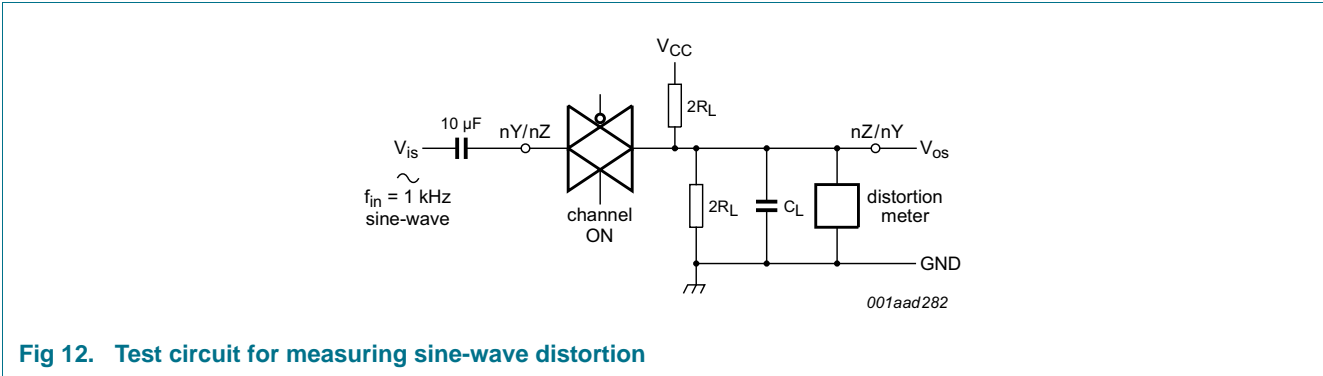 VCC
2RL
10 µF
nY/nZ
nZ/nY
Vis
Vos
fin = 1 kHz
sine-wave
channel
ON
2RL
CL
distortion
meter
GND
001aad282
Fig 12. Test circuit for measuring sine-wave distortion